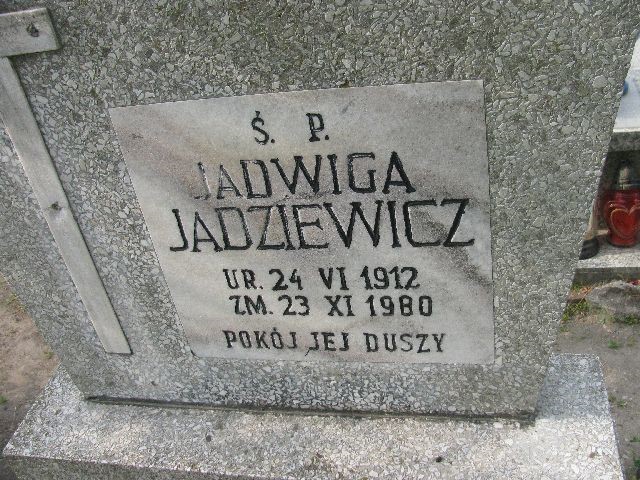 Ś. P.
JADWIGA
JADZIEWICZ
UR. 24 VI 1912
ZM. 23 XI 1980
POKÓJ JEJ DUSZY